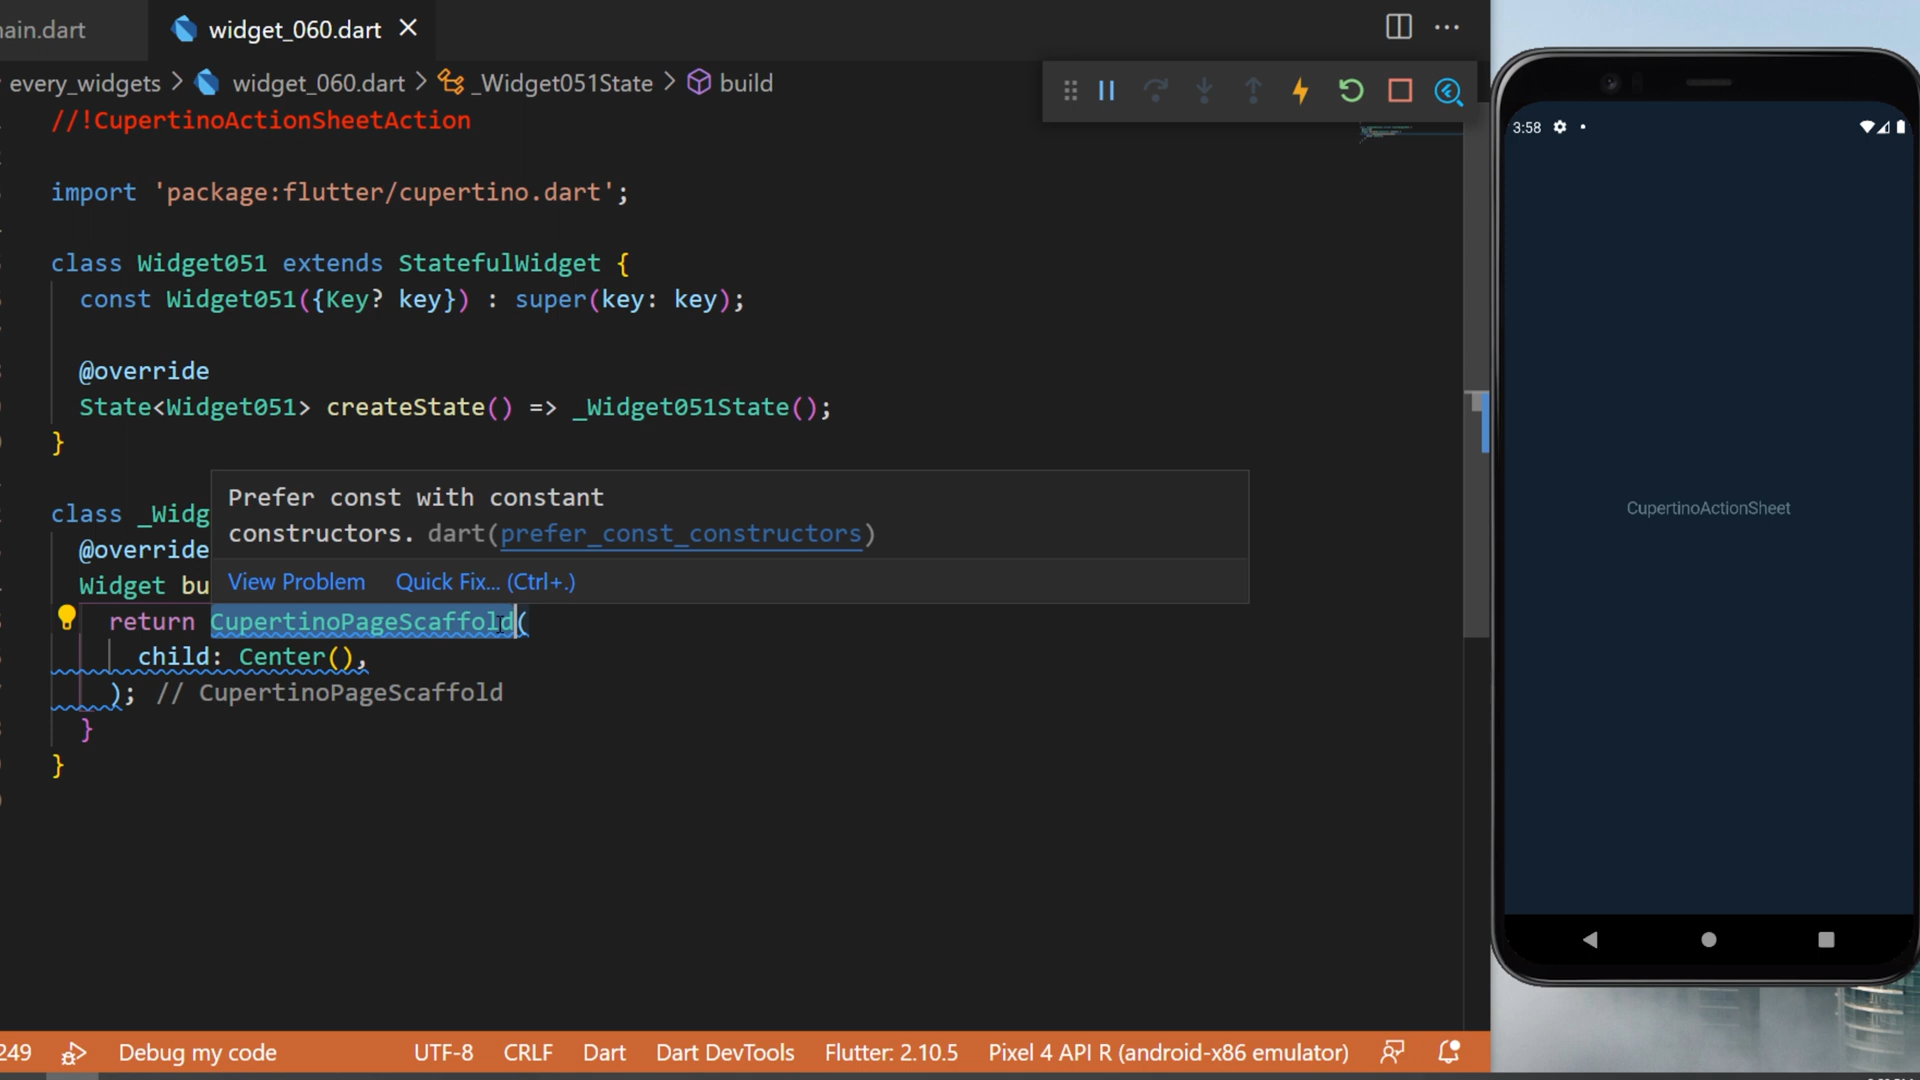 ain.dart
widget_060.dart
every_widgets
widget_060.dart
_Widget051State
build
//!CupertinoActionSheetAction
import 'package:flutter/cupertino.dart';
class Widget051 extends StatefulWidget {
const Widget051({Key? key}) : super(key: key);
@override
State<Widget051> createState() => _Widget051State();
}
Prefer const with constant
constructors. dart(prefer_const_constructors)
View Problem Quick Fix... (Ctrl+.)
class _Widg
@override
Widget bu
return CupertinoPageScaffold(
child: Center(),
); // CupertinoPageScaffold
}
}
249 Debug my code UTF-8 CRLF Dart Dart DevTools Flutter: 2.10.5 Pixel 4 API R (android-x86 emulator)
3:58
CupertinoActionSheet